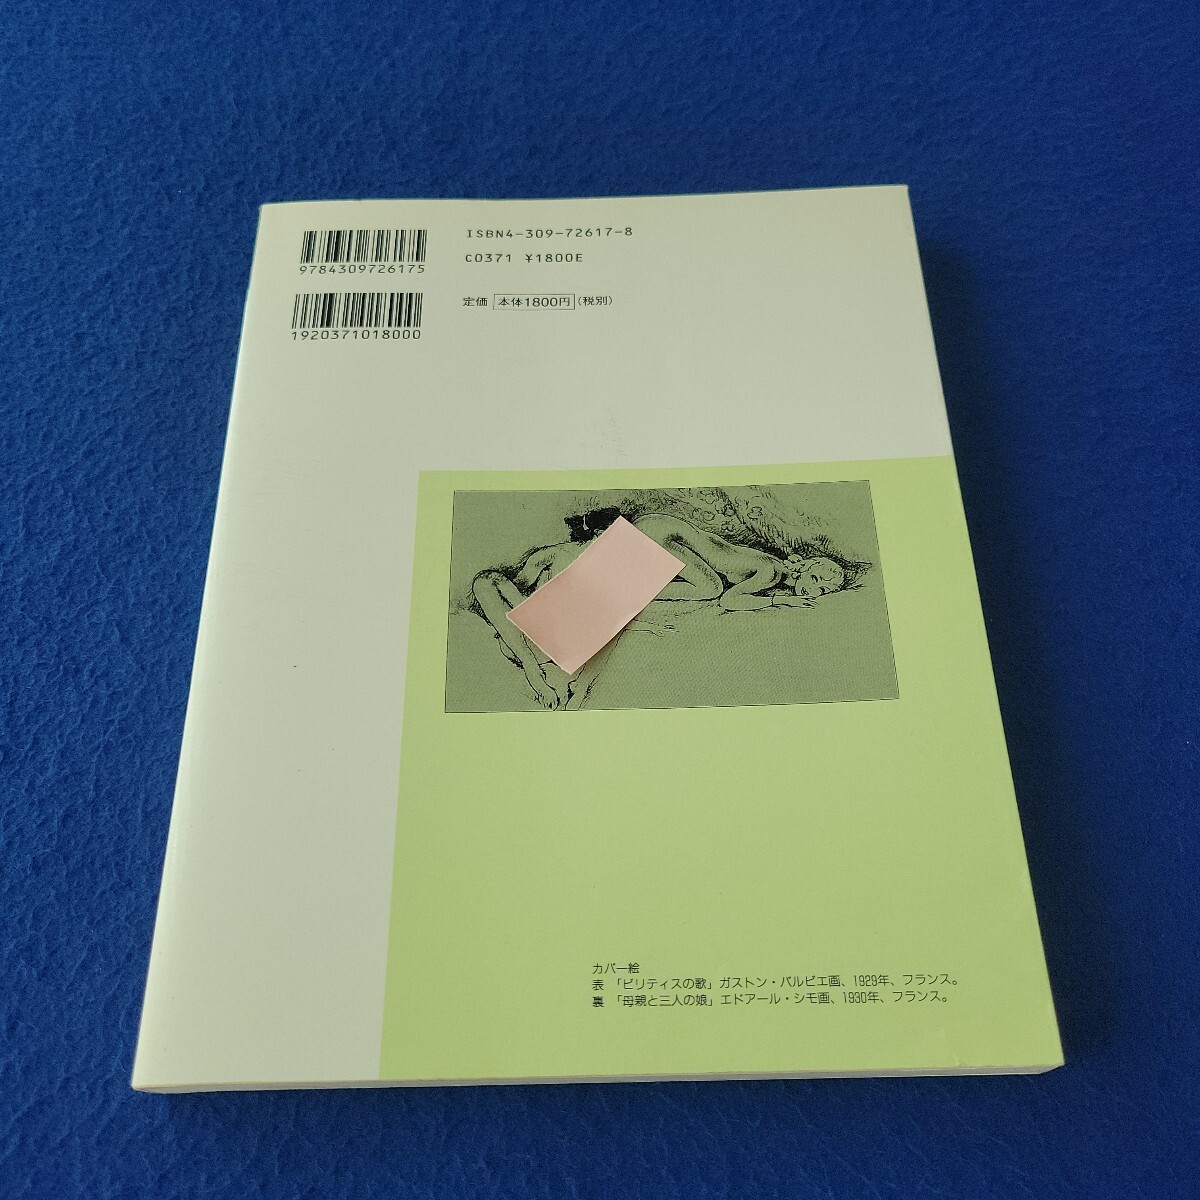 ISBN4-309-72617-8
9784309726175
C0371 ¥1800E
定価 本体1800円(税別)
1920371018000
カバー絵
表 「ビリティスの歌」ガストン・バルビエ画、1929年、フランス。
裏 「母親と三人の娘」エドアール・シモ画、1930年、フランス。